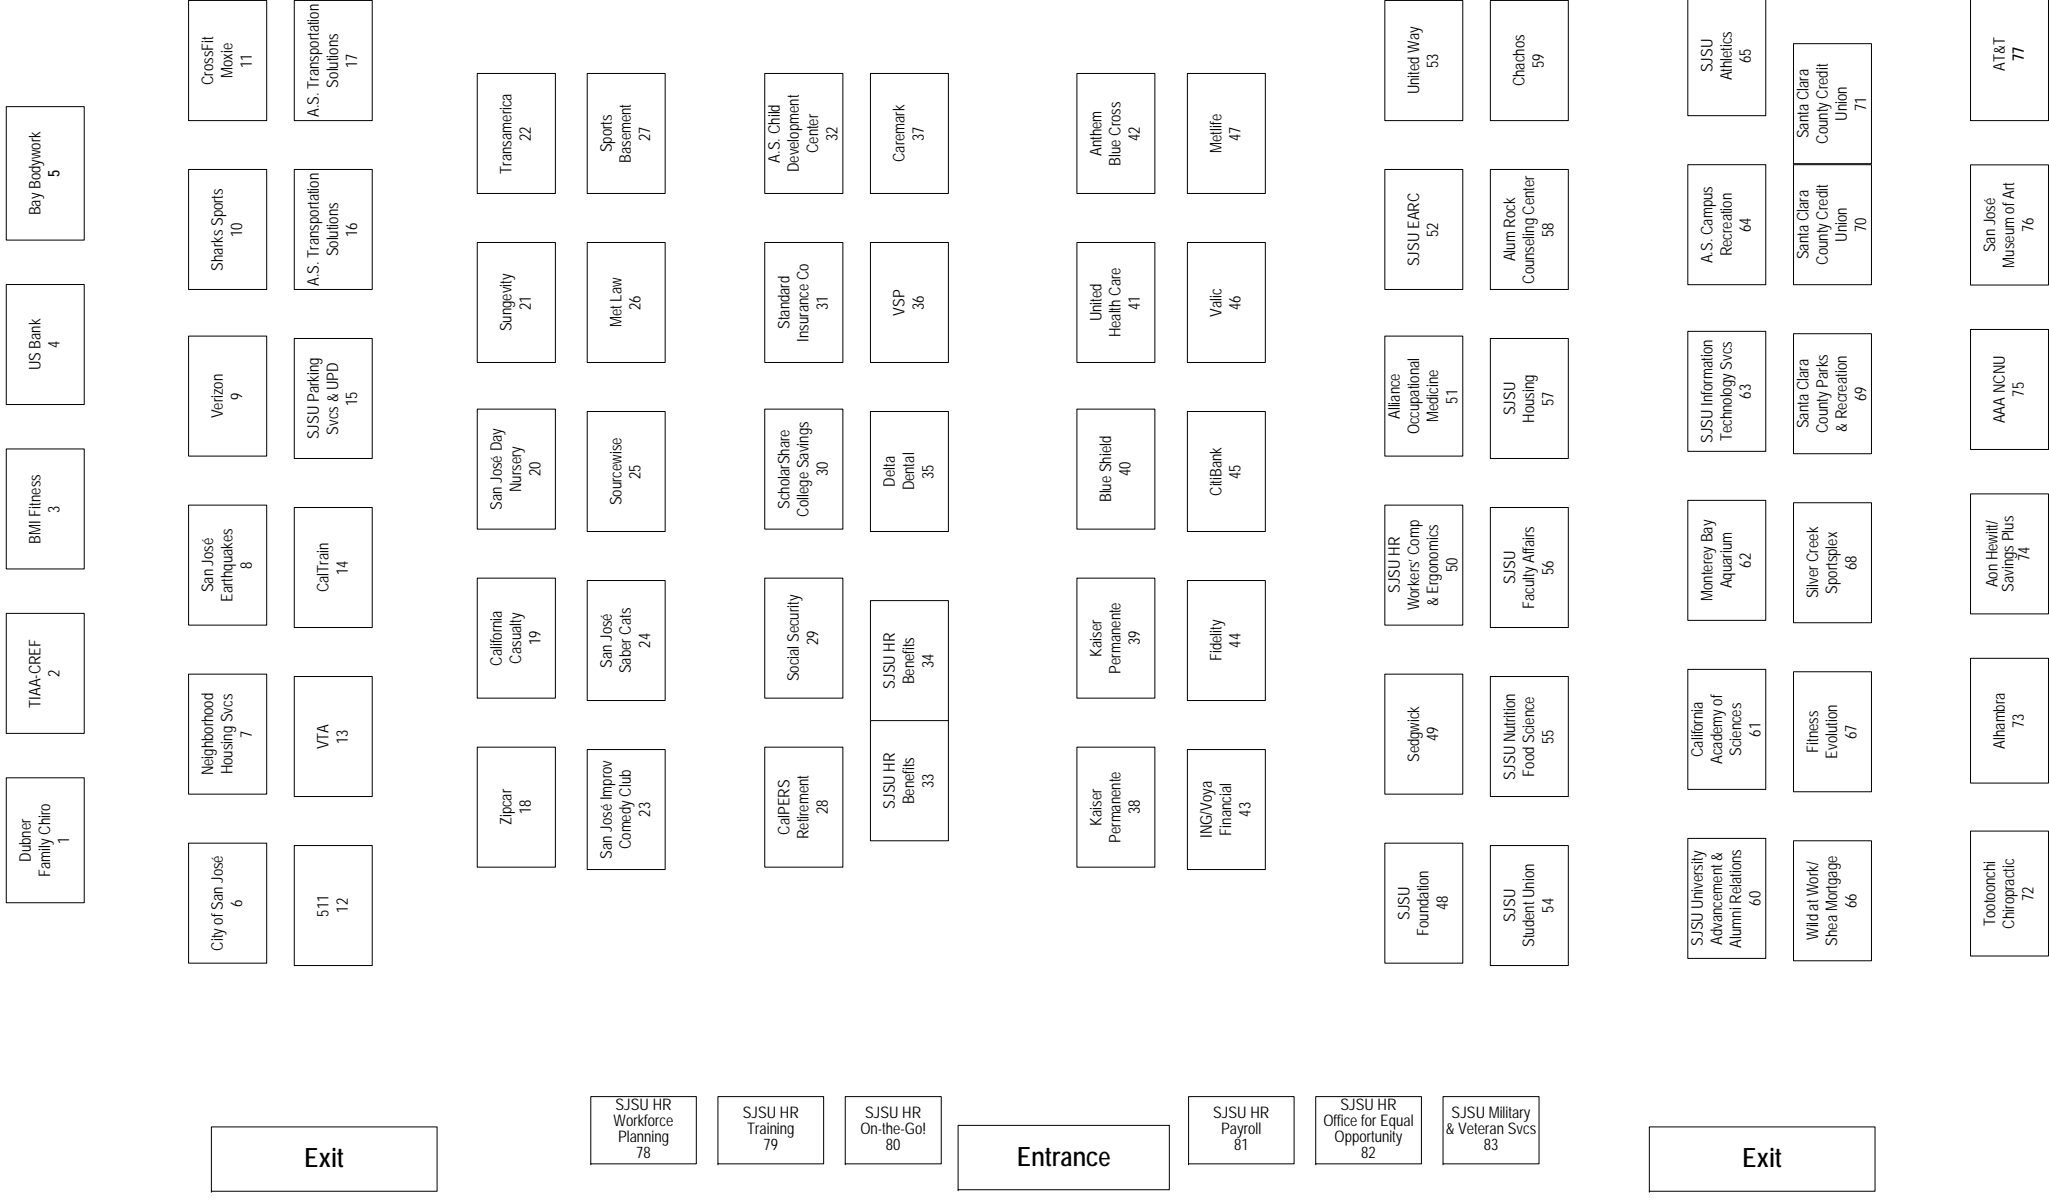 Dubner
Family Chiro
1
TIAA-CREF
2
BMI Fitness
3
US Bank
4
Bay Bodywork
5
City of San José
6
Neighborhood
Housing Svcs
7
San José
Earthquakes
8
Verizon
9
Sharks Sports
10
CrossFit
Moxie
11
511
12
VTA
13
CalTrain
14
SJSU Parking
Svcs & UPD
15
A.S. Transportation
Solutions
16
A.S. Transportation
Solutions
17
Zipcar
18
California
Casualty
19
San José Day
Nursery
20
Sungevity
21
Transamerica
22
San José Improv
Comedy Club
23
San José
Saber Cats
24
Sourcewise
25
Met Law
26
Sports
Basement
27
CalPERS
Retirement
28
Social Security
29
ScholarShare
College Savings
30
Standard
Insurance Co
31
A.S. Child
Development
Center
32
SJSU HR
Benefits
33
SJSU HR
Benefits
34
Delta
Dental
35
VSP
36
Caremark
37
Kaiser
Permanente
38
Kaiser
Permanente
39
Blue Shield
40
United
Health Care
41
Anthem
Blue Cross
42
ING/Voya
Financial
43
Fidelity
44
CitiBank
45
Valic
46
Metlife
47
SJSU
Foundation
48
Sedgwick
49
SJSU HR
Workers' Comp
& Ergonomics
50
Alliance
Occupational
Medicine
51
SJSU EARC
52
United Way
53
SJSU
Student Union
54
SJSU Nutrition
Food Science
55
SJSU
Faculty Affairs
56
SJSU
Housing
57
Alum Rock
Counseling Center
58
Chachos
59
SJSU University
Advancement &
Alumni Relations
60
California
Academy of
Sciences
61
Monterey Bay
Aquarium
62
SJSU Information
Technology Svcs
63
A.S. Campus
Recreation
64
SJSU
Athletics
65
Wild at Work/
Shea Mortgage
66
Fitness
Evolution
67
Silver Creek
Sportsplex
68
Santa Clara
County Parks
& Recreation
69
Santa Clara
County Credit
Union
70
Santa Clara
County Credit
Union
71
Tootoonchi
Chiropractic
72
Alhambra
73
Aon Hewitt/
Savings Plus
74
AAA NCNU
75
San José
Museum of Art
76
AT&T
77
Exit
SJSU HR
Workforce
Planning
78
SJSU HR
Training
79
SJSU HR
On-the-Go!
80
Entrance
SJSU HR
Payroll
81
SJSU HR
Office for Equal
Opportunity
82
SJSU Military
& Veteran Svcs
83
Exit